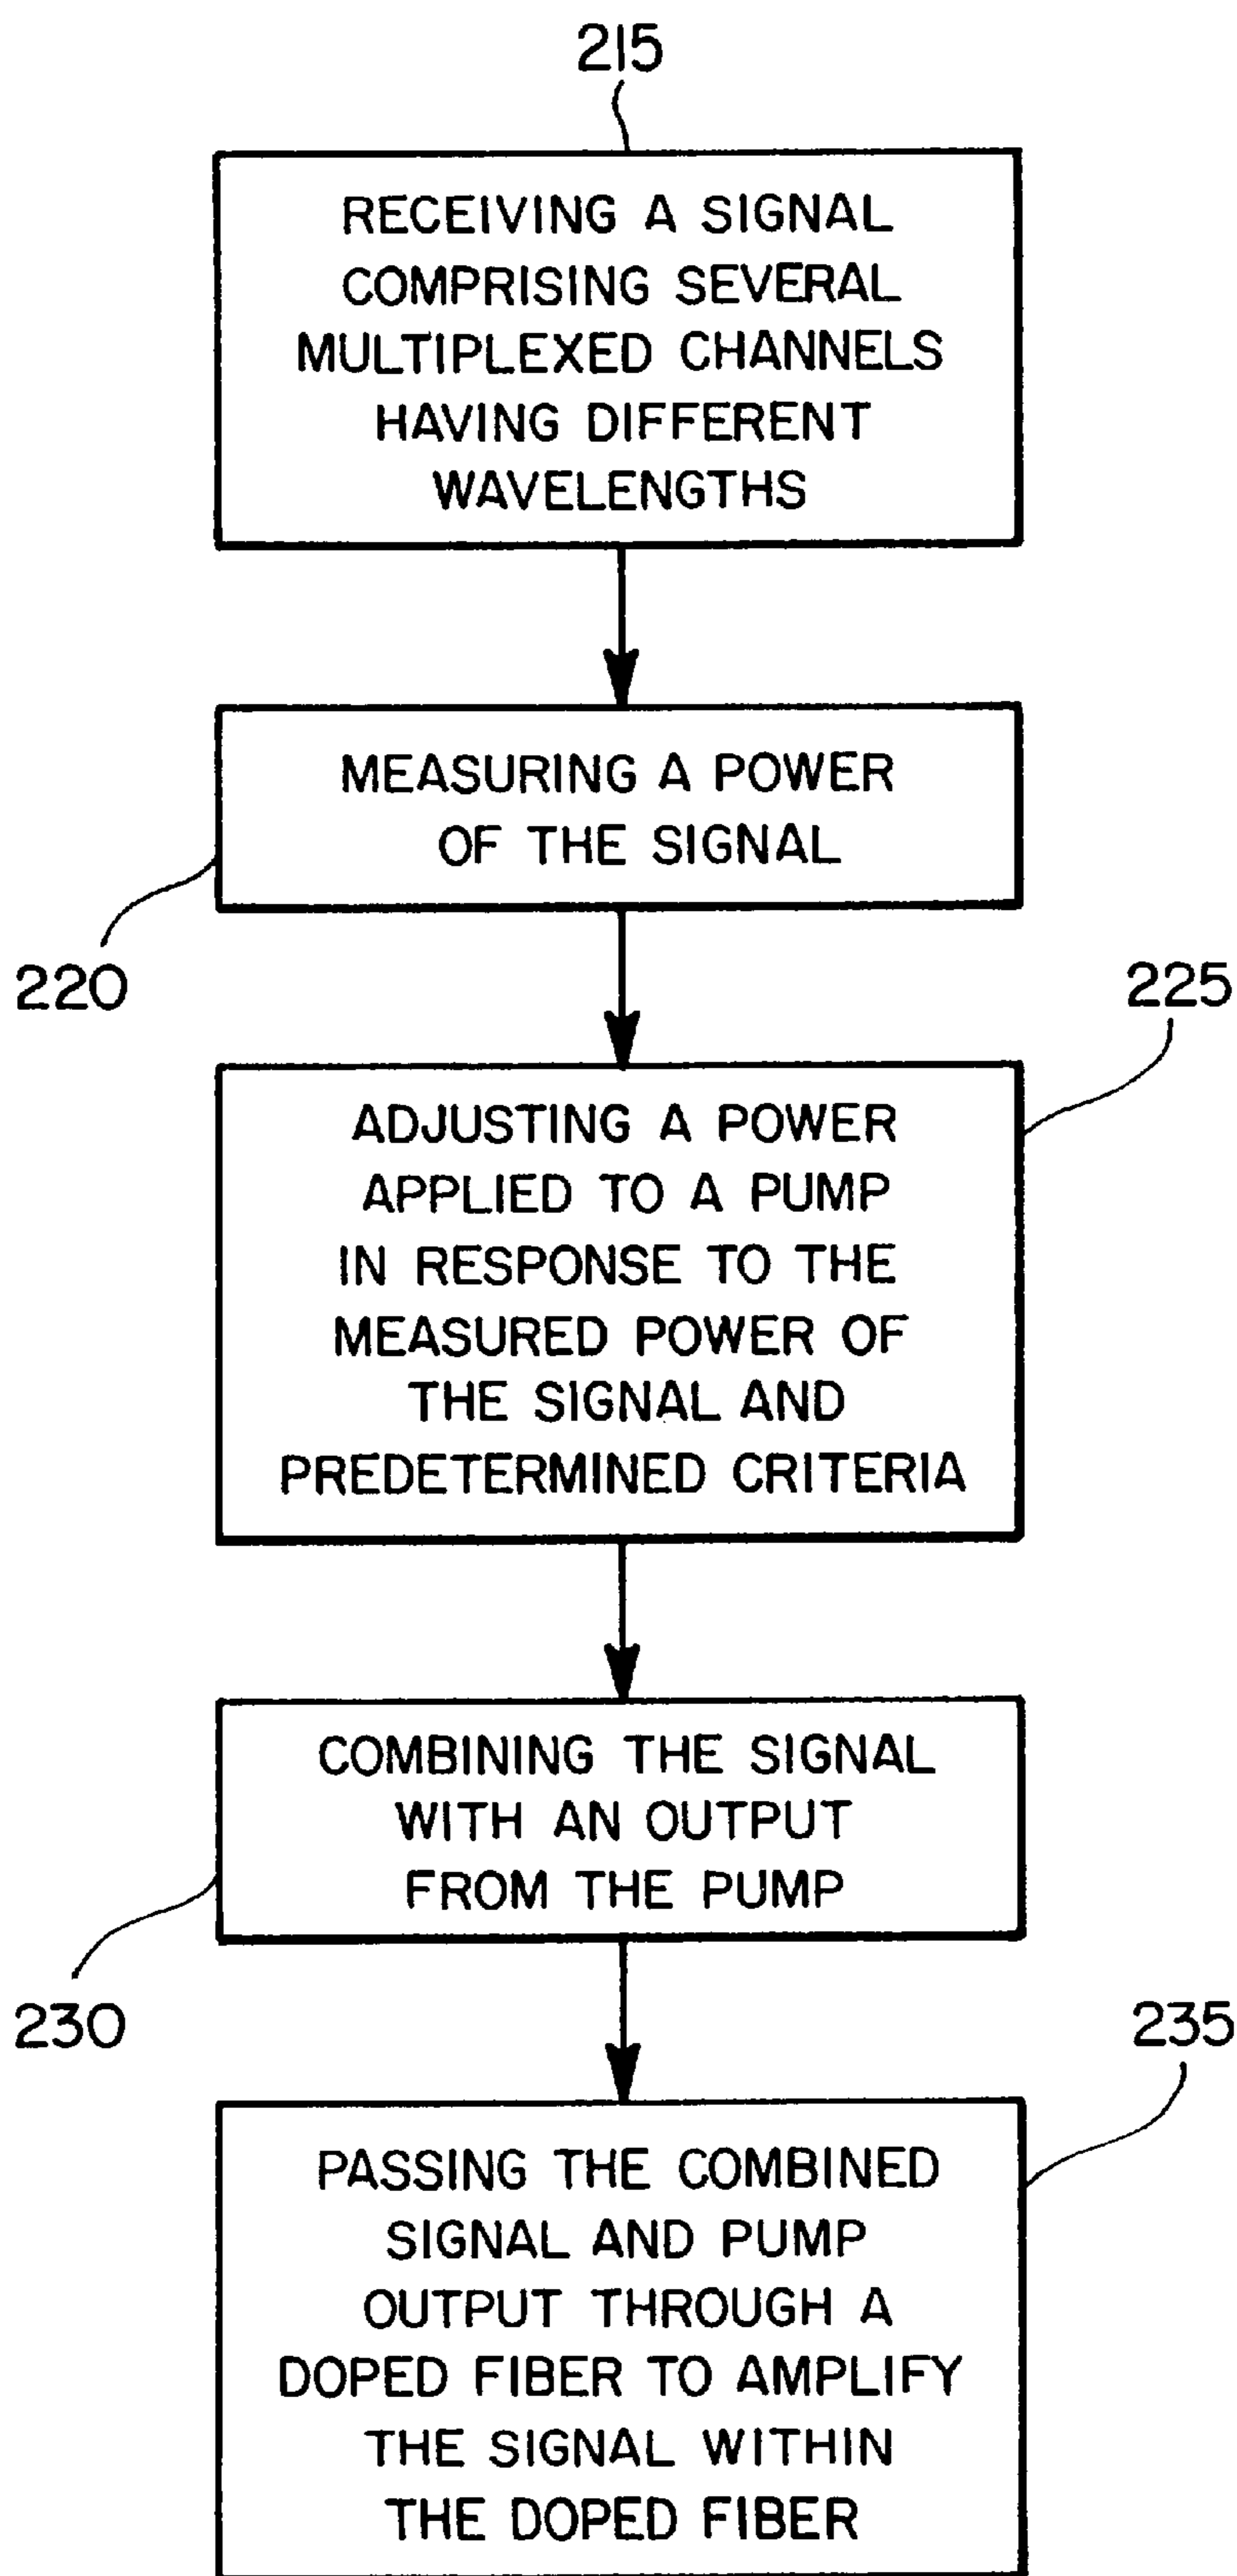 215
RECEIVING A SIGNAL
COMPRISING SEVERAL
MULTIPLEXED CHANNELS
HAVING DIFFERENT
WAVELENGTHS
MEASURING A POWER
OF THE SIGNAL
220
225
ADJUSTING A POWER
APPLIED TO A PUMP
IN RESPONSE TO THE
MEASURED POWER OF
THE SIGNAL AND
PREDETERMINED CRITERIA
COMBINING THE SIGNAL
WITH AN OUTPUT
FROM THE PUMP
230
235
PASSING THE COMBINED
SIGNAL AND PUMP
OUTPUT THROUGH A
DOPED FIBER TO AMPLIFY
THE SIGNAL WITHIN
THE DOPED FIBER